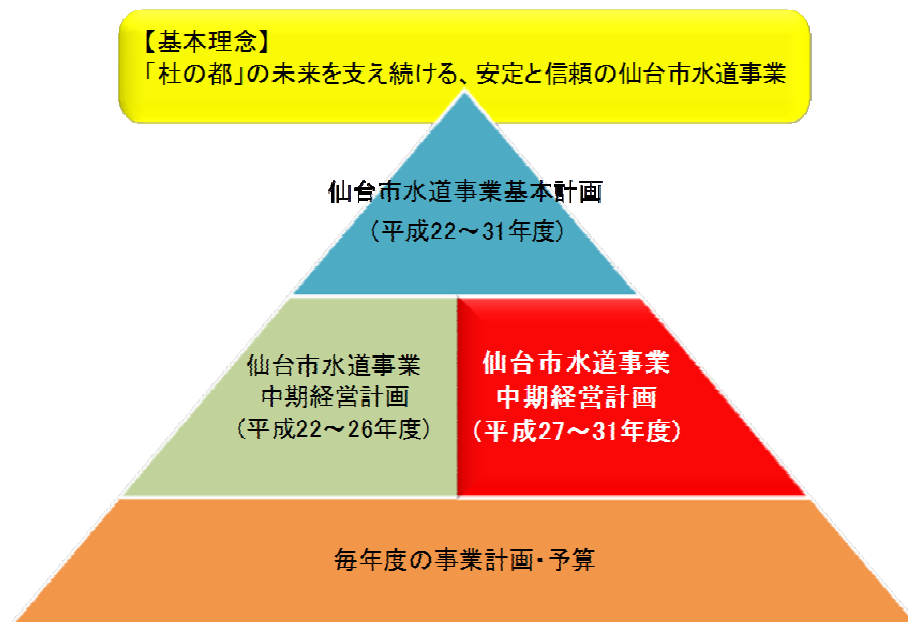 【基本理念】
「杜の都」の未来を支え続ける、安定と信頼の仙台市水道事業
仙台市水道事業基本計画
（平成22～31年度）
仙台市水道事業
中期経営計画
（平成22～26年度）
仙台市水道事業
中期経営計画
（平成27～31年度）
毎年度の事業計画・予算